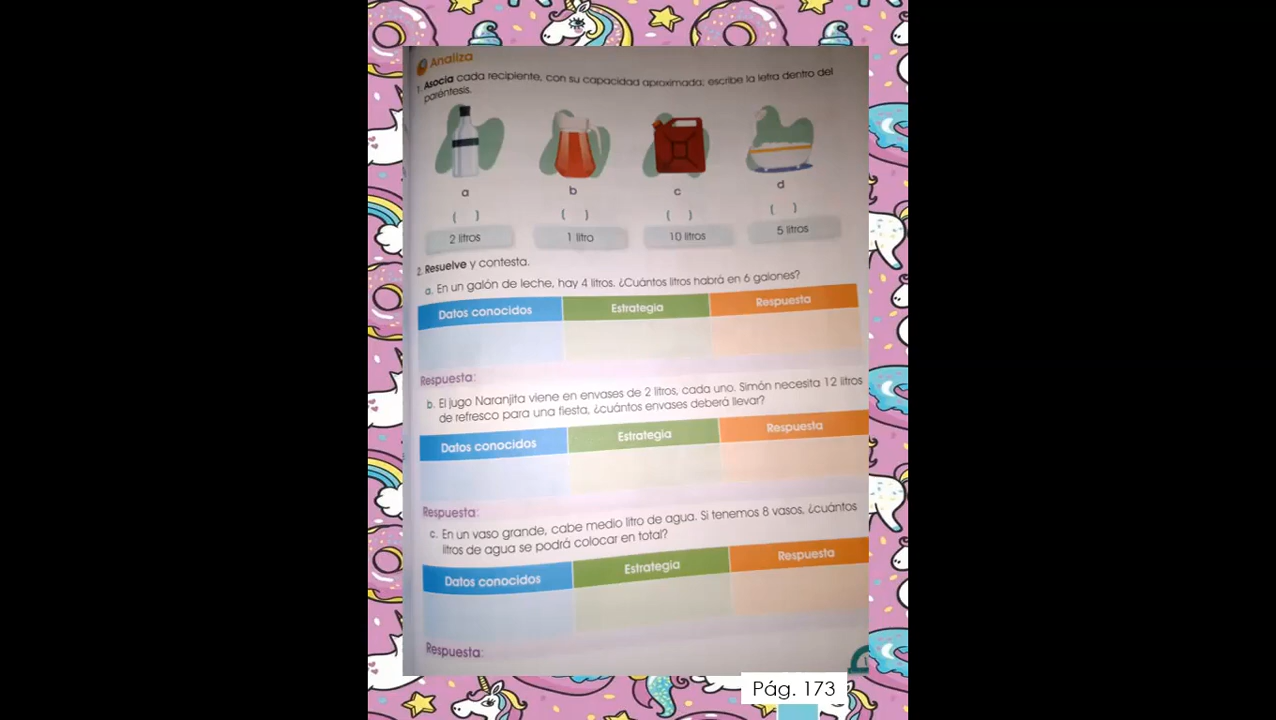 Analiza
1. Asocia cada recipiente, con su capacidad aproximada; escribe la letra dentro del
paréntesis.
a b c d
( ) ( ) ( ) ( )
2 litros 1 litro 10 litros 5 litros
2. Resuelve y contesta.
a. En un galón de leche, hay 4 litros. ¿Cuántos litros habrá en 6 galones?
Datos conocidos Estrategia Respuesta
Respuesta:
b. El jugo Naranjita viene en envases de 2 litros, cada uno. Simón necesita 12 litros
de refresco para una fiesta, ¿cuántos envases deberá llevar?
Datos conocidos Estrategia Respuesta
Respuesta:
c. En un vaso grande, cabe medio litro de agua. Si tenemos 8 vasos, ¿cuántos
litros de agua se podrá colocar en total?
Datos conocidos Estrategia Respuesta
Respuesta:
Pág. 173